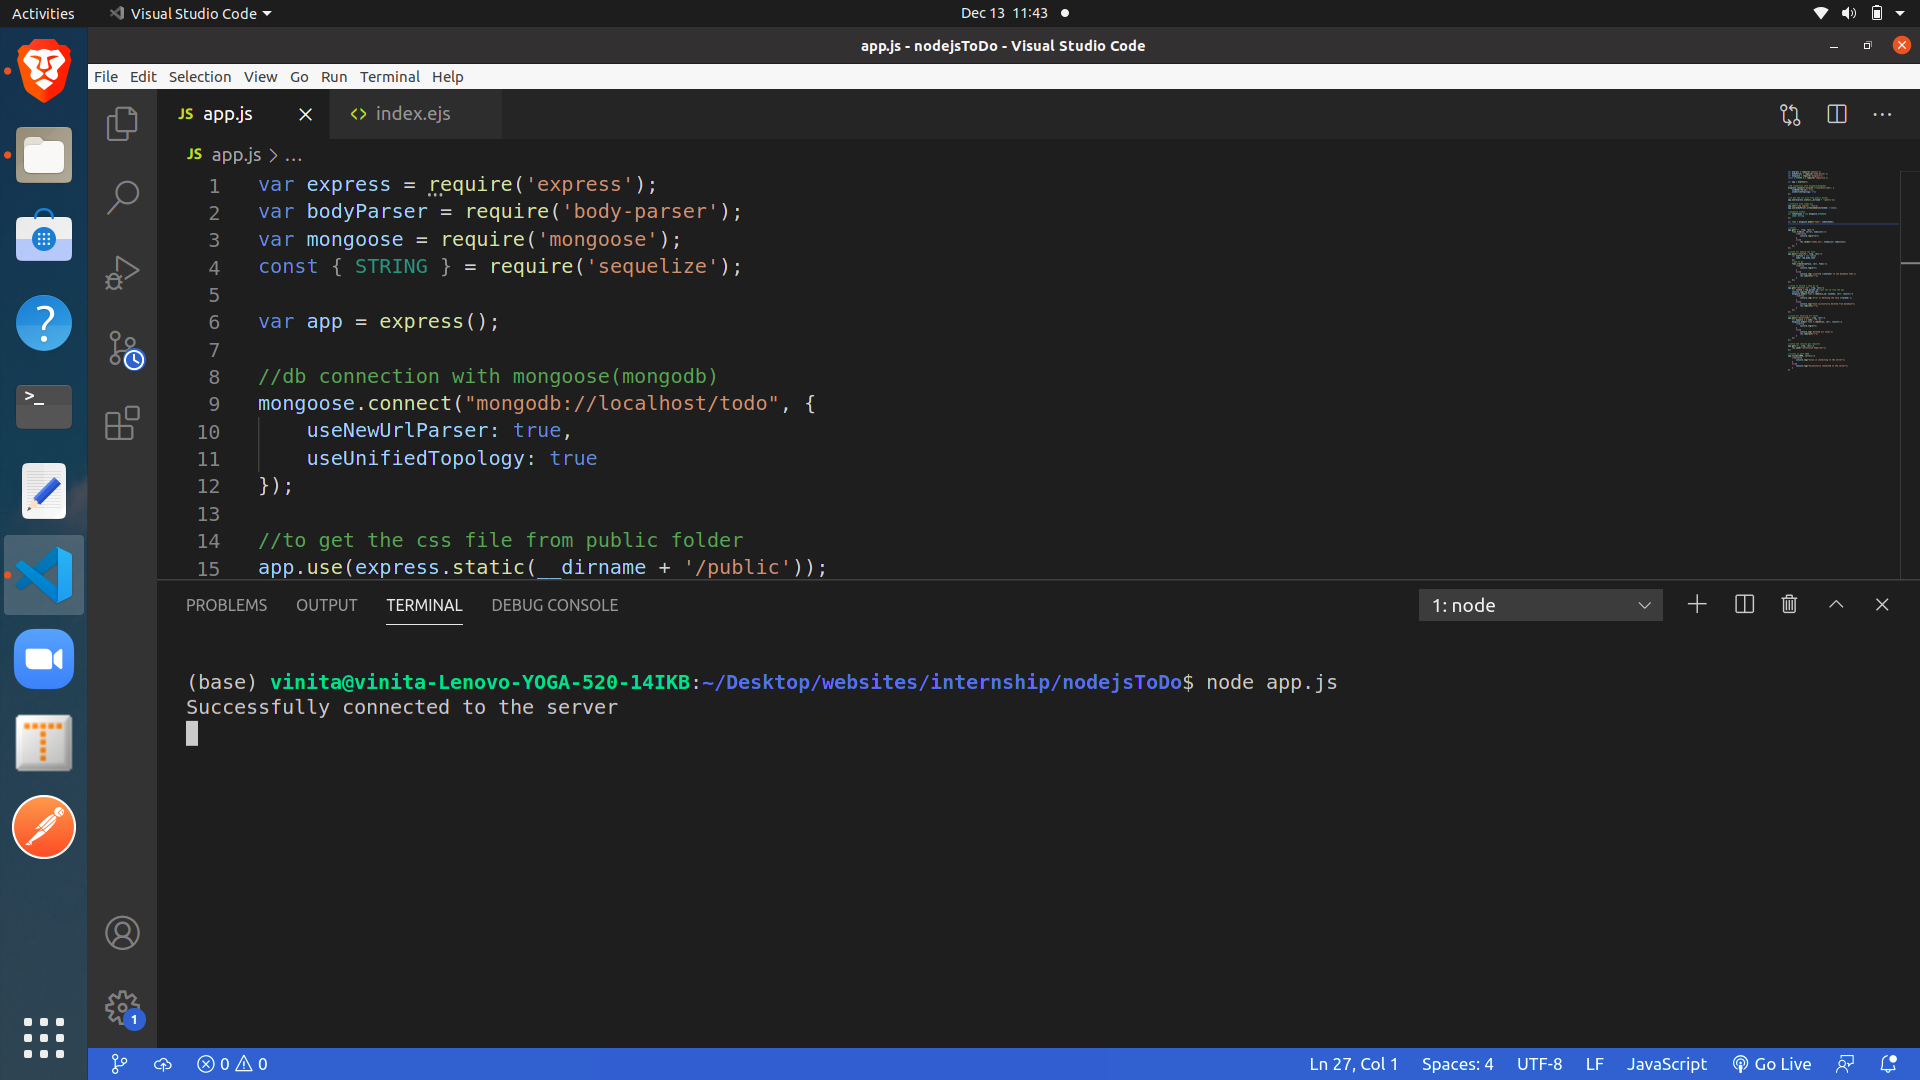 Activities Visual Studio Code Dec 13 11:43
app.js - nodejsToDo - Visual Studio Code
File Edit Selection View Go Run Terminal Help
JS app.js <> index.ejs
JS app.js > ...
1 var express = require('express');
2 var bodyParser = require('body-parser');
3 var mongoose = require('mongoose');
4 const { STRING } = require('sequelize');
5
6 var app = express();
7
8 //db connection with mongoose(mongodb)
9 mongoose.connect("mongodb://localhost/todo", {
10 useNewUrlParser: true,
11 useUnifiedTopology: true
12 });
13
14 //to get the css file from public folder
15 app.use(express.static(__dirname + '/public'));
PROBLEMS OUTPUT TERMINAL DEBUG CONSOLE 1: node
(base) vinita@vinita-Lenovo-YOGA-520-14IKB:~/Desktop/websites/internship/nodejsToDo$ node app.js
Successfully connected to the server
1
0 0 Ln 27, Col 1 Spaces: 4 UTF-8 LF JavaScript Go Live